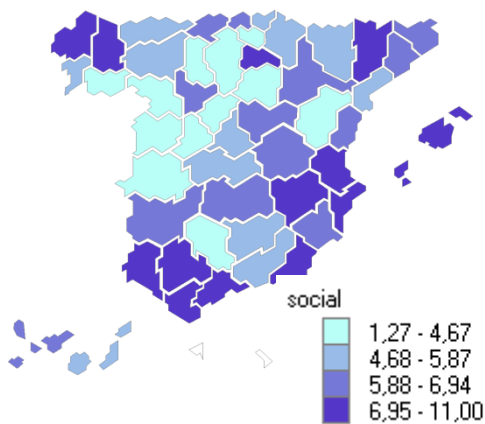 social
1,27 - 4,67
4,68 - 5,87
5,88 - 6,94
6,95 - 11,00